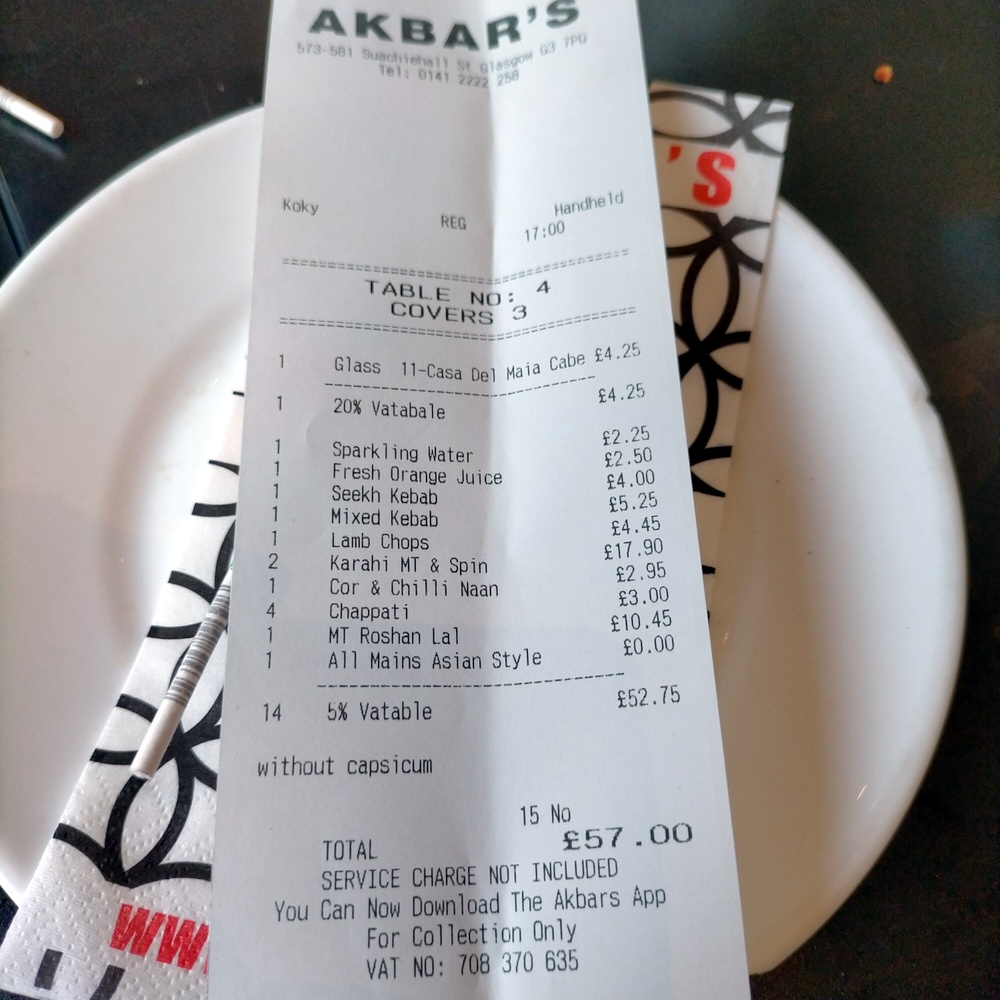 AKBAR'S
573-581 Suachiehall St Glasgow G3 7PQ
Tel: 0141 2222 258
'S
Koky REG Handheld
17:00
TABLE NO: 4
COVERS 3
1 Glass 11-Casa Del Maia Cabe £4.25
1 20% Vatabale £4.25
1 Sparkling Water £2.25
1 Fresh Orange Juice £2.50
1 Seekh Kebab £4.00
1 Mixed Kebab £5.25
1 Lamb Chops £4.45
2 Karahi MT & Spin £17.90
1 Cor & Chilli Naan £2.95
4 Chappati £3.00
1 MT Roshan Lal £10.45
1 All Mains Asian Style £0.00
14 5% Vatable £52.75
without capsicum
15 No
TOTAL £57.00
SERVICE CHARGE NOT INCLUDED
You Can Now Download The Akbars App
For Collection Only
VAT NO: 708 370 635
WW